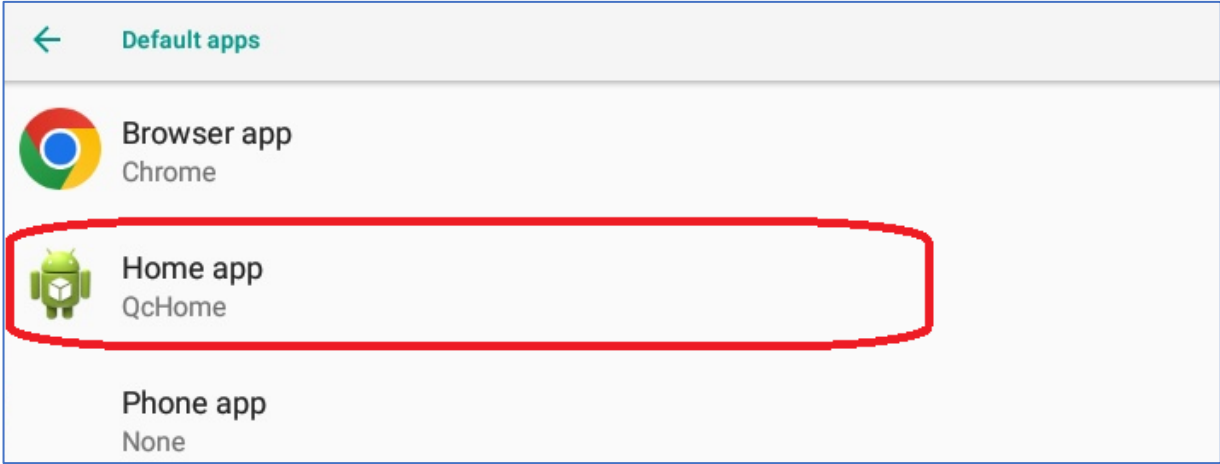 Default apps
Browser app
Chrome
Home app
QcHome
Phone app
None